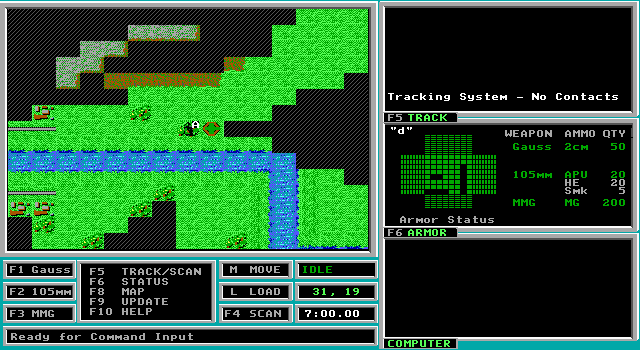 Tracking System - No Contacts
F5 TRACK
"d"
WEAPON AMMO QTY
Gauss 2cm 50
105mm APU 20
HE 20
Smk 5
MMG MG 200
Armor Status
F6 ARMOR
A
F1 Gauss
F2 105mm
F3 MMG
F5 TRACK/SCAN
F6 STATUS
F8 MAP
F9 UPDATE
F10 HELP
M MOVE
L LOAD
F4 SCAN
IDLE
31, 19
7:00.00
Ready for Command Input
COMPUTER